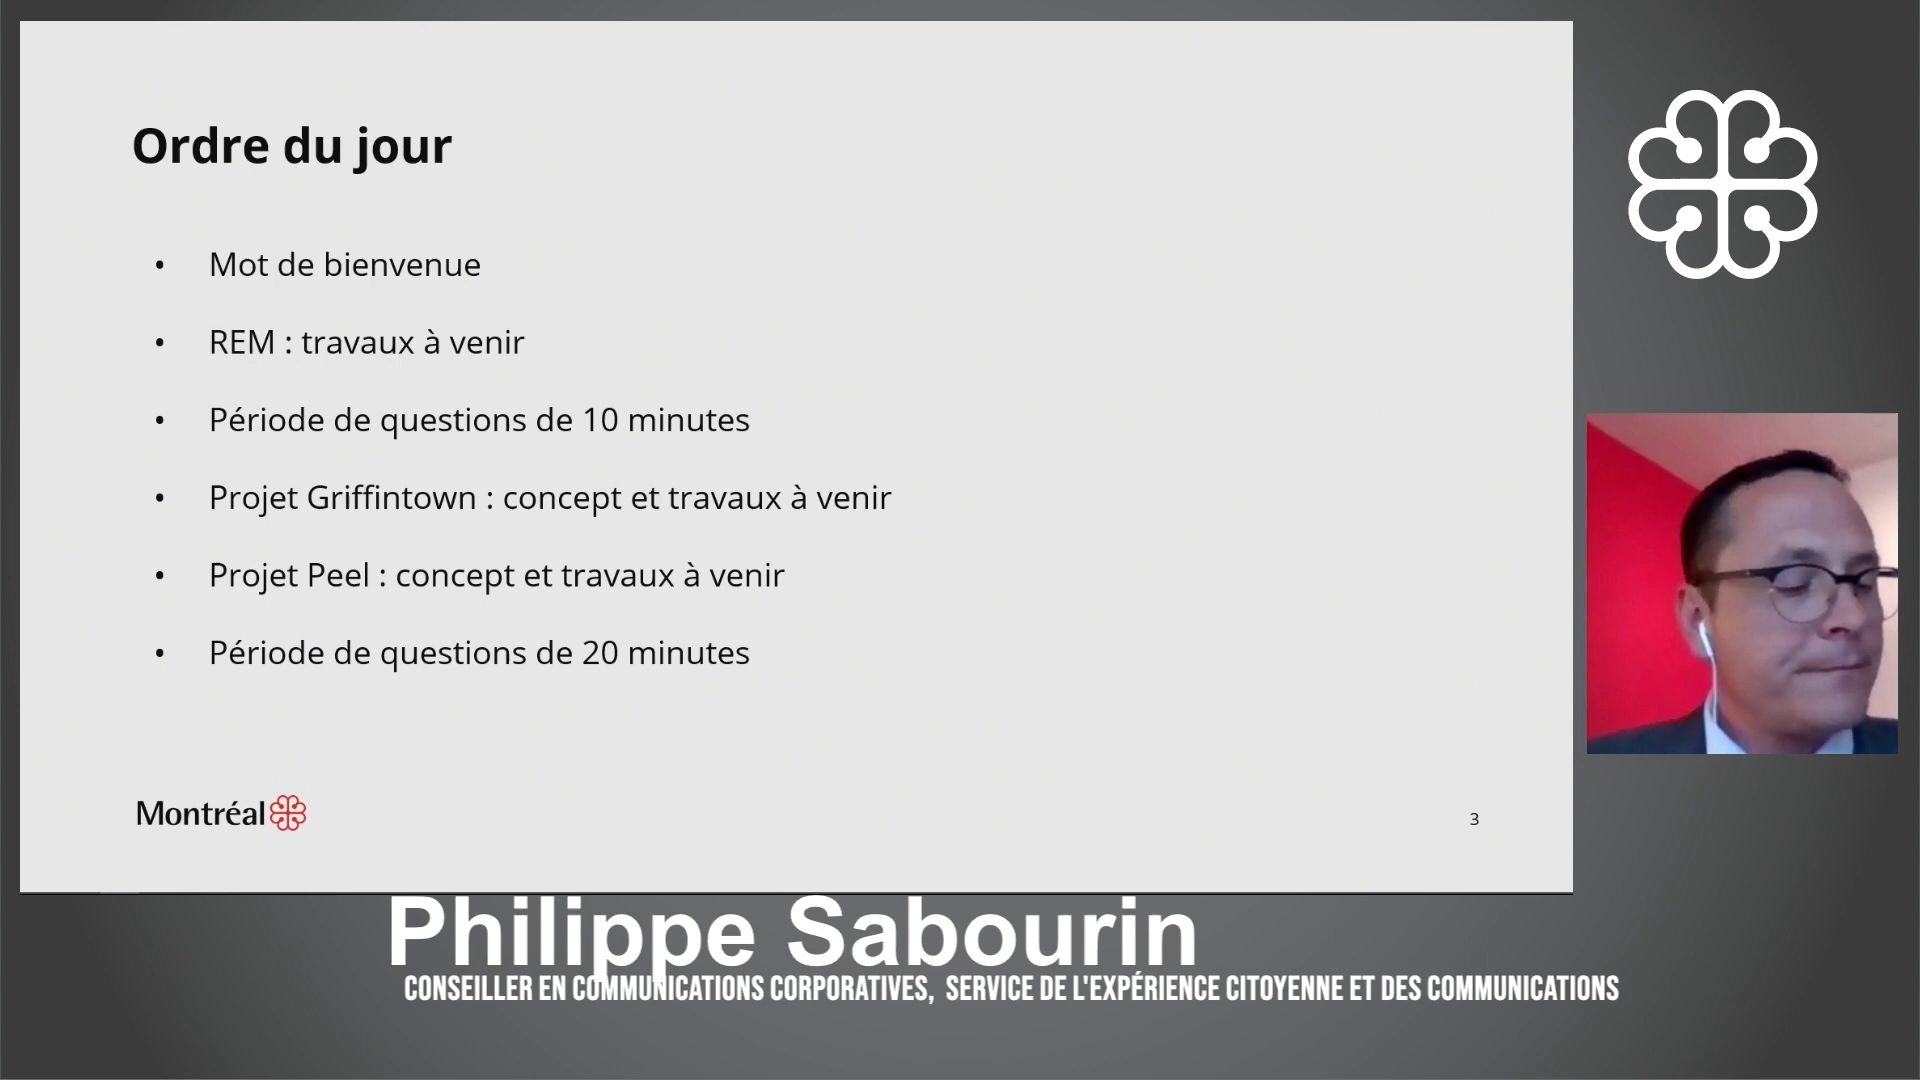 Ordre du jour
• Mot de bienvenue
• REM : travaux à venir
• Période de questions de 10 minutes
• Projet Griffintown : concept et travaux à venir
• Projet Peel : concept et travaux à venir
• Période de questions de 20 minutes
Montréal
3
Philippe Sabourin
CONSEILLER EN COMMUNICATIONS CORPORATIVES, SERVICE DE L'EXPÉRIENCE CITOYENNE ET DES COMMUNICATIONS